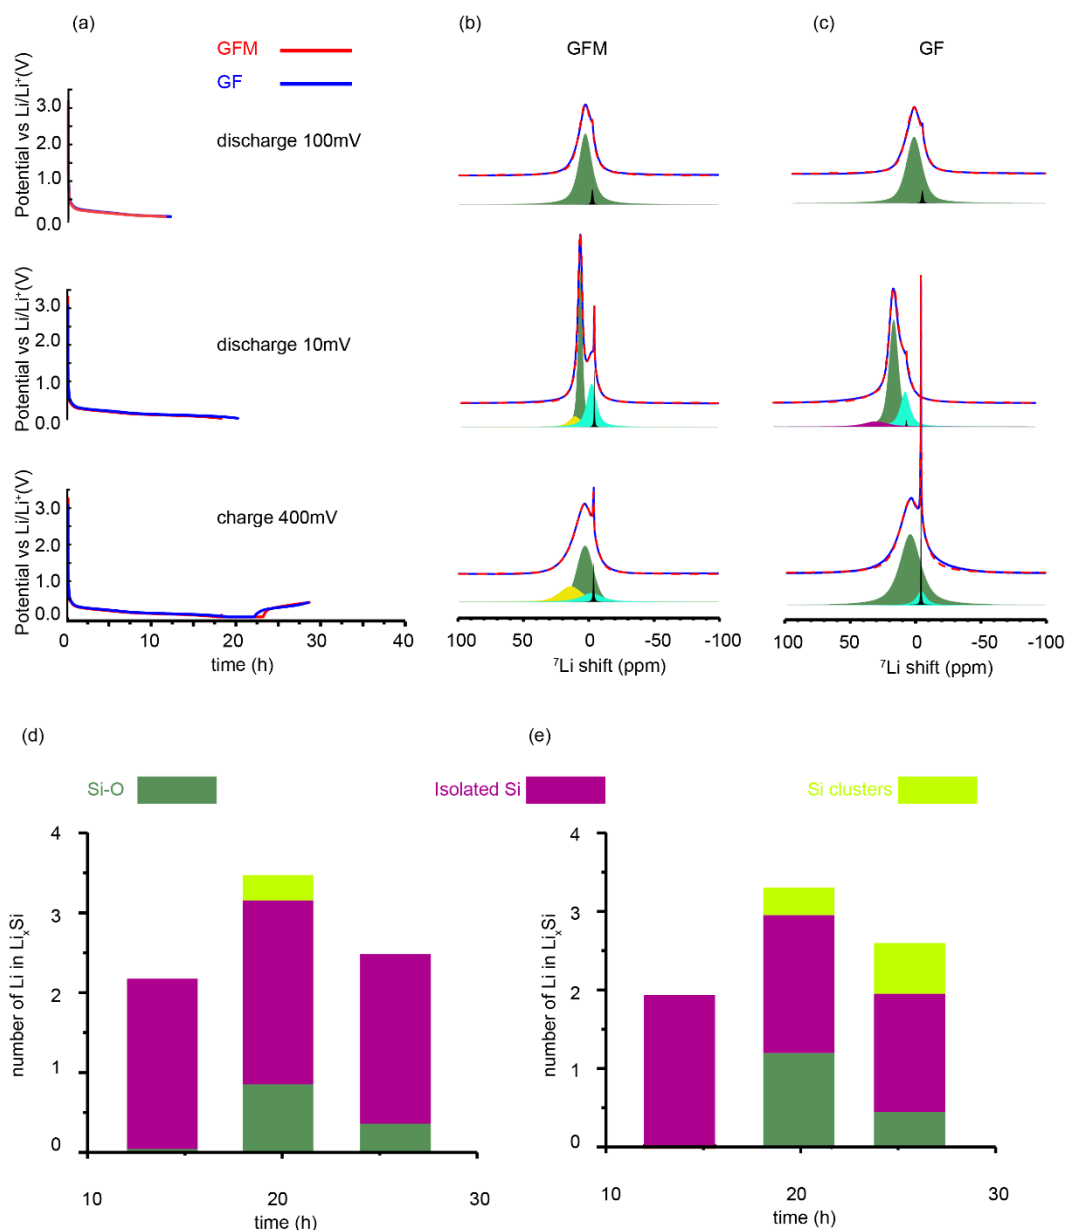 (a)
(b)
(c)
GFM
GF
GFM
GF
Potential vs Li/Li⁺(V)
3.0
2.0
1.0
0.0
discharge 100mV
Potential vs Li/Li⁺(V)
3.0
2.0
1.0
0.0
discharge 10mV
Potential vs Li/Li⁺(V)
3.0
2.0
1.0
0.0
charge 400mV
0 10 20 30 40
time (h)
100 50 0 -50 -100
⁷Li shift (ppm)
100 50 0 -50 -100
⁷Li shift (ppm)
(d)
(e)
Si-O
Isolated Si
Si clusters
number of Li in LiₓSi
4
3
2
1
0
10 20 30
time (h)
number of Li in LiₓSi
4
3
2
1
0
10 20 30
time (h)